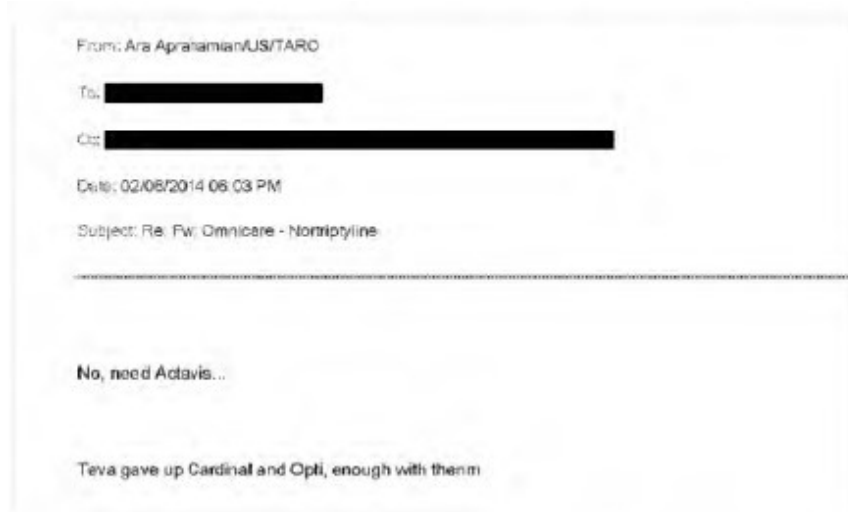 From: Ara Aprahamian/US/TARO
To:
Cc:
Date: 02/06/2014 06:03 PM
Subject: Re: Fw: Omnicare - Nortriptyline
No, need Actavis...
Teva gave up Cardinal and Opti, enough with thenm